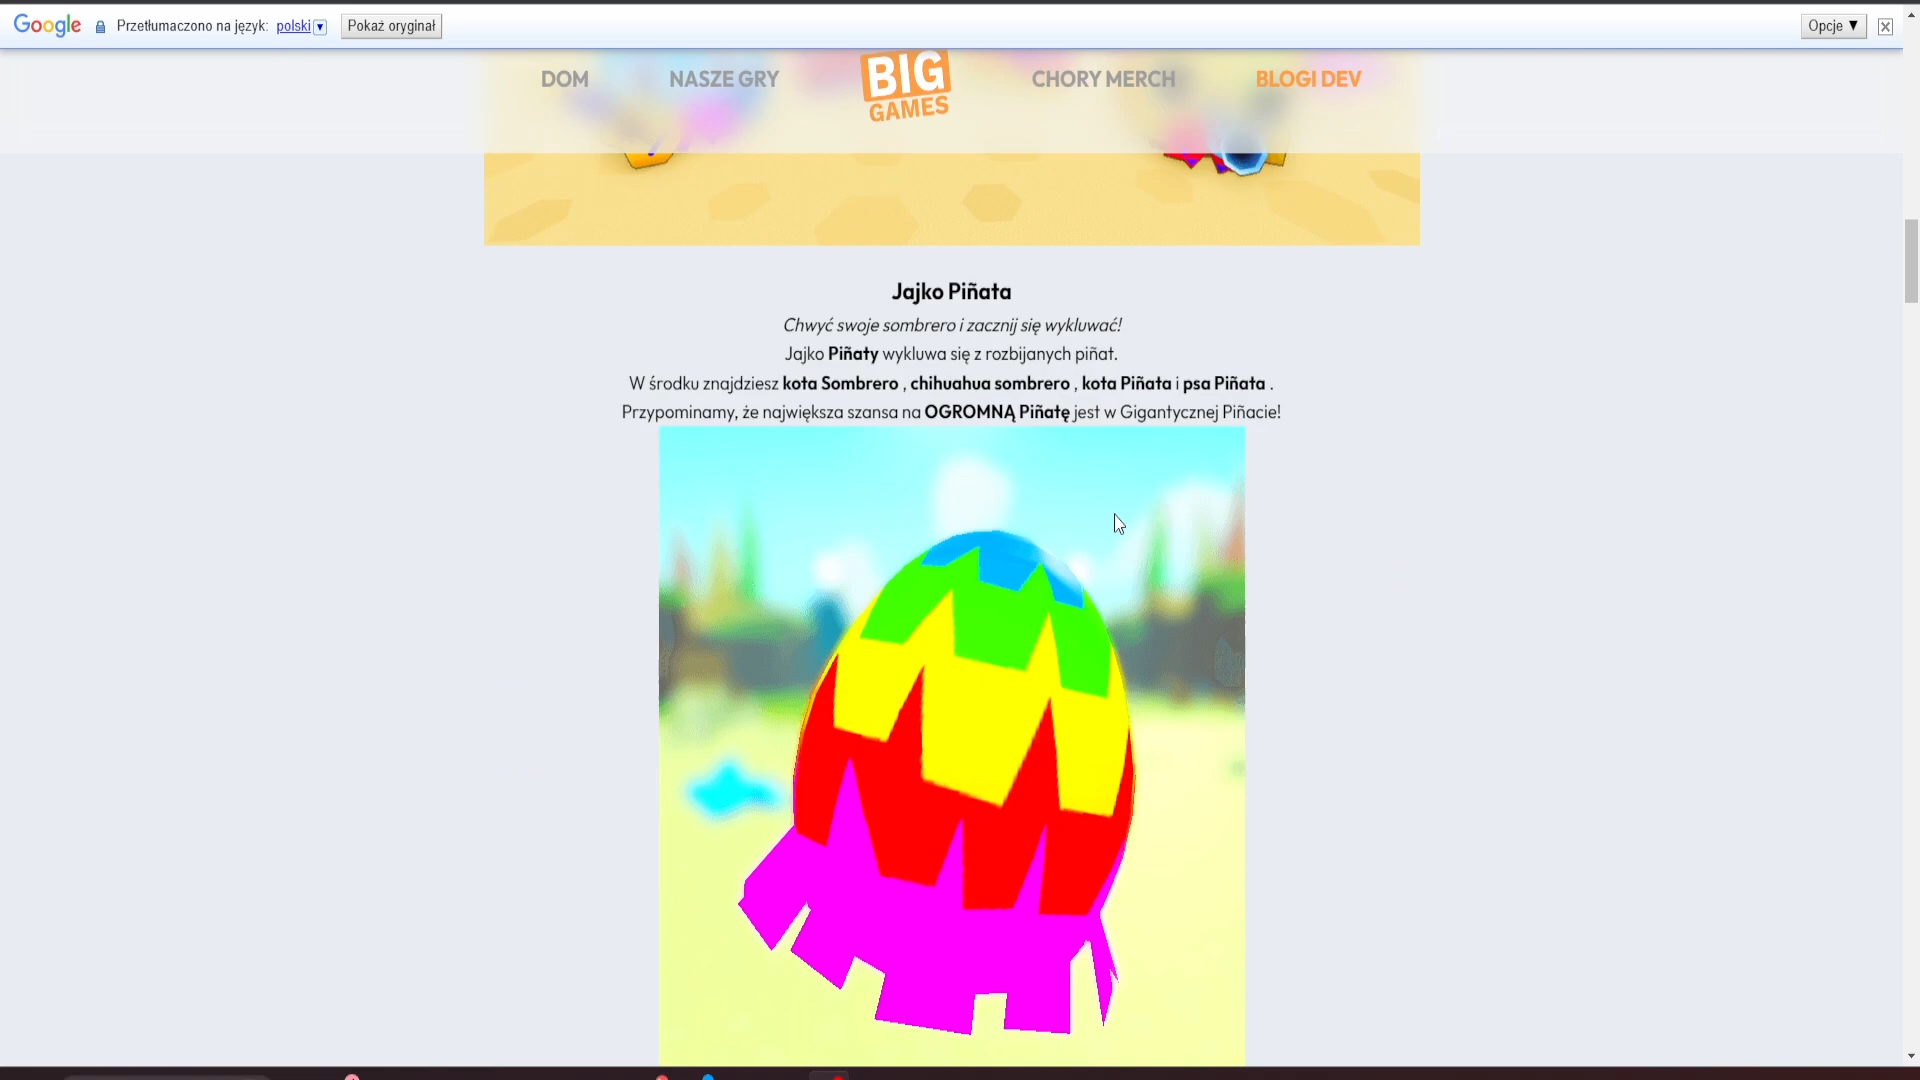 Google Przetłumaczono na język: polski ▼ Pokaż oryginał Opcje ▼
DOM NASZE GRY BIG GAMES CHORY MERCH BLOGI DEV
Jajko Piñata
Chwyć swoje sombrero i zacznij się wykluwać!
Jajko Piñaty wykluwa się z rozbijanych piñat.
W środku znajdziesz kota Sombrero , chihuahua sombrero , kota Piñata i psa Piñata .
Przypominamy, że największa szansa na OGROMNĄ Piñatę jest w Gigantycznej Piñacie!